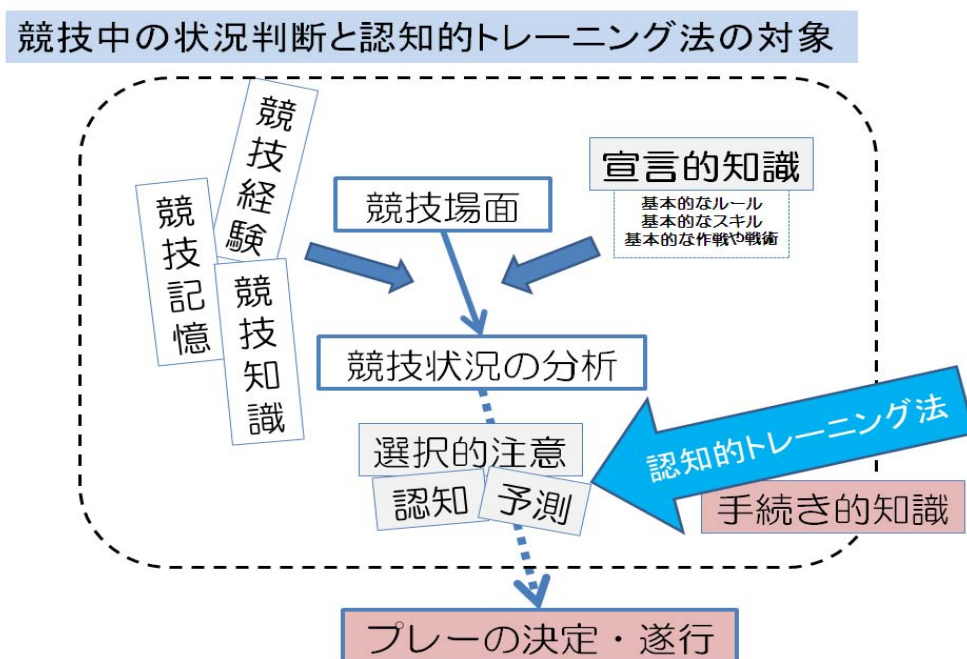 競技中の状況判断と認知的トレーニング法の対象
競技経験
競技記憶
競技知識
競技場面
宣言的知識
基本的なルール
基本的なスキル
基本的な作戦や戦術
競技状況の分析
選択的注意
認知
予測
認知的トレーニング法
手続き的知識
プレーの決定・遂行